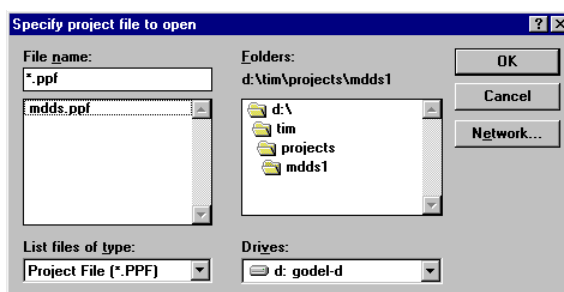 Specify project file to open
File name:
*.ppf
mdds.ppf
List files of type:
Project File (*.PPF)
Folders:
d:\tim\projects\mdds1
d:\
tim
projects
mdds1
Drives:
d: godel-d
OK
Cancel
Network...